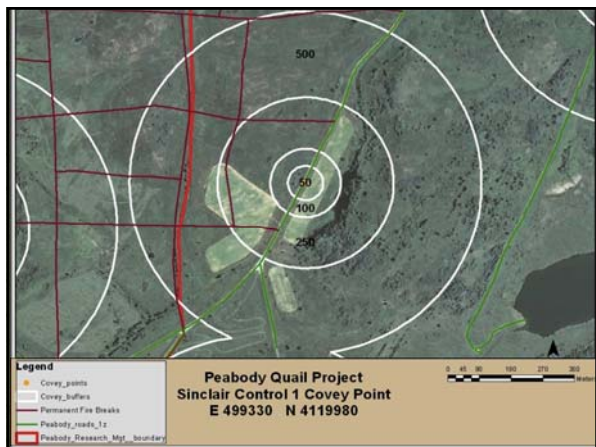 500
50
100
250
Legend
Covey_points
Covey_buffers
Permanent Fire Breaks
Peabody_roads_1z
Peabody_Research_Mgt_boundary
Peabody Quail Project
Sinclair Control 1 Covey Point
E 499330 N 4119980
0 45 90 180 270 360
Meters